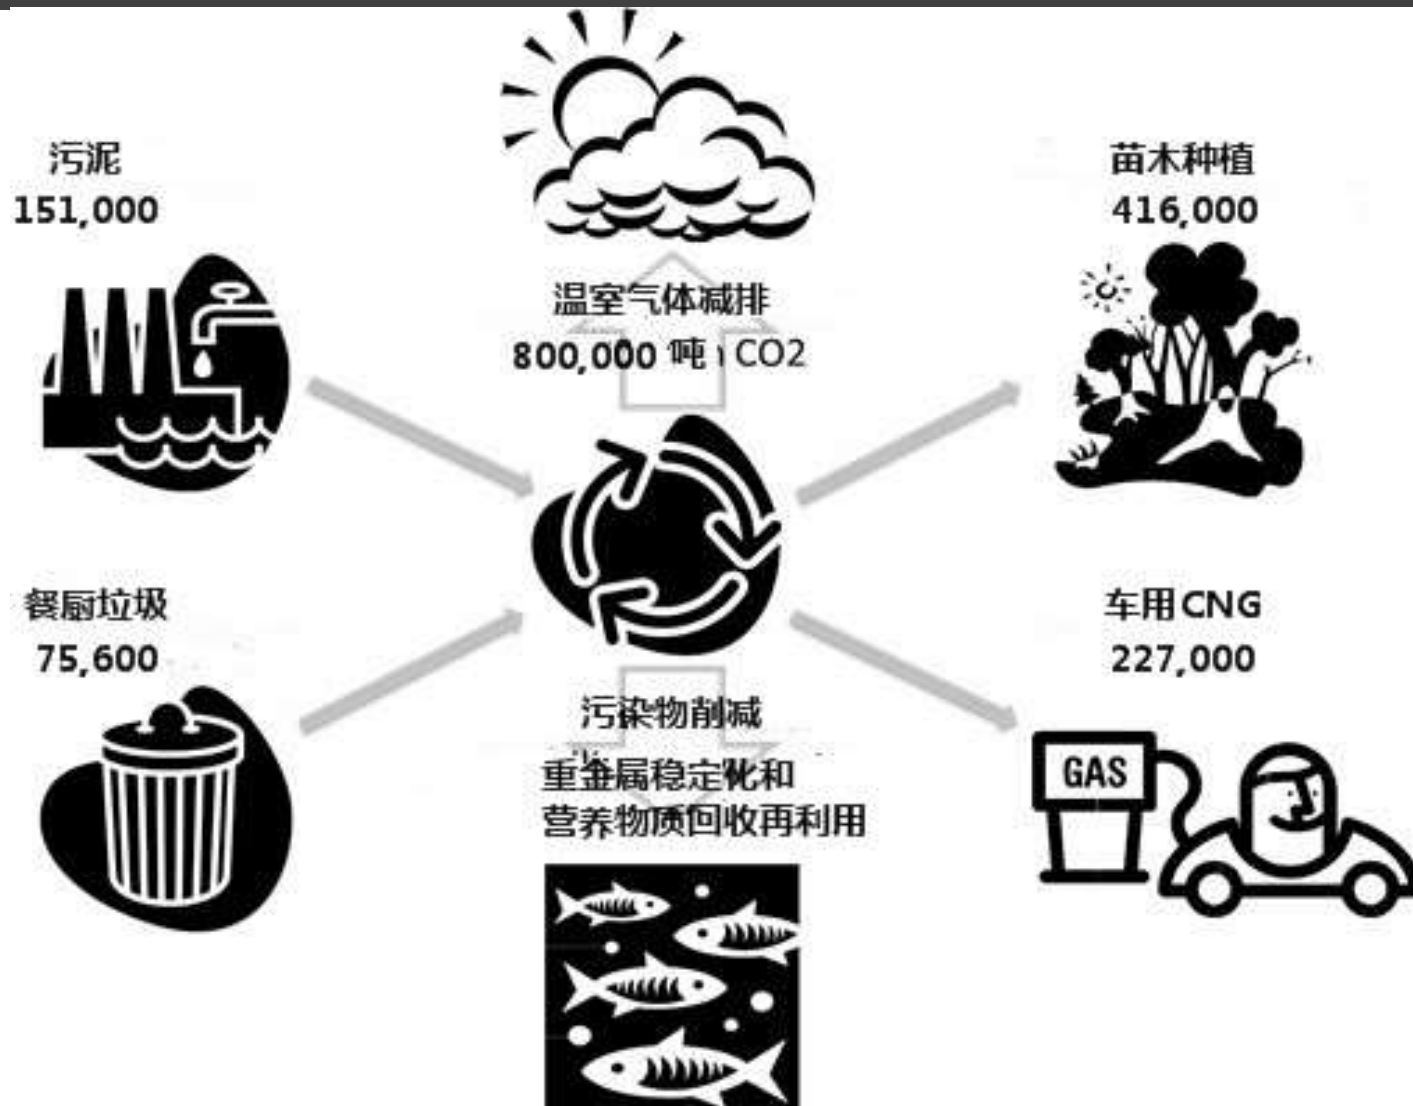 污泥
151,000
温室气体减排
800,000 吨 CO2
苗木种植
416,000
餐厨垃圾
75,600
车用CNG
227,000
污染物削减
重金属稳定化和
营养物质回收再利用
GAS